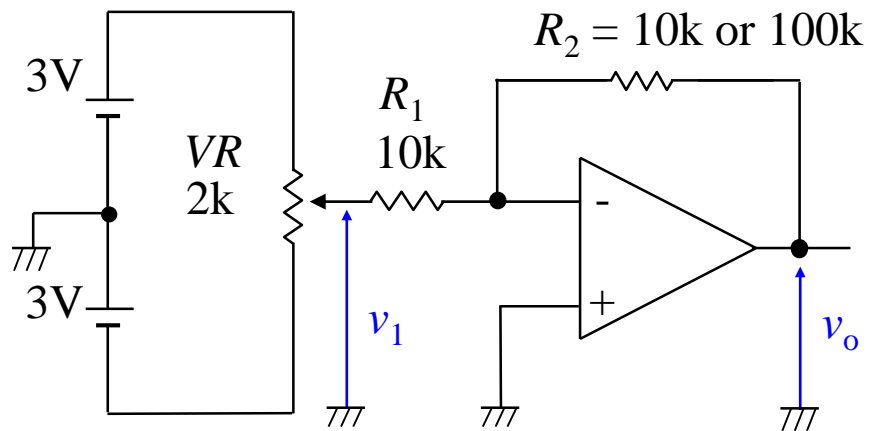 R2 = 10k or 100k
3V
R1
10k
VR
2k
-
+
3V
v1
vo